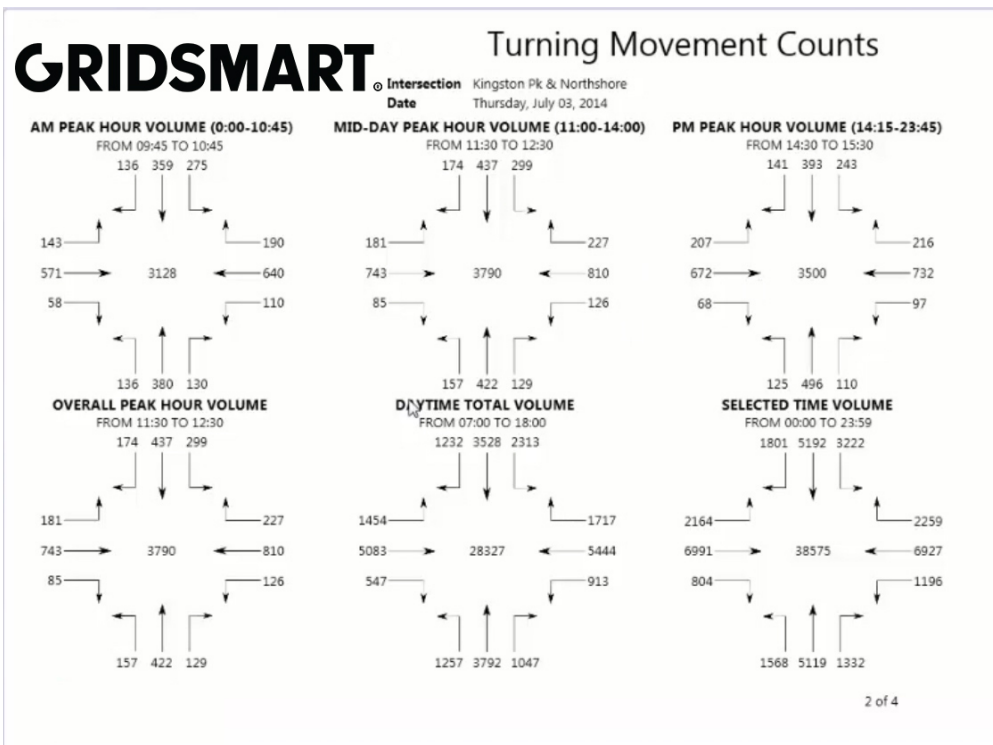 GRIDSMART®
Turning Movement Counts
Intersection Kingston Pk & Northshore
Date Thursday, July 03, 2014
AM PEAK HOUR VOLUME (0:00-10:45)
FROM 09:45 TO 10:45
136 359 275
143 190
571 3128 640
58 110
136 380 130
MID-DAY PEAK HOUR VOLUME (11:00-14:00)
FROM 11:30 TO 12:30
174 437 299
181 227
743 3790 810
85 126
157 422 129
PM PEAK HOUR VOLUME (14:15-23:45)
FROM 14:30 TO 15:30
141 393 243
207 216
672 3500 732
68 97
125 496 110
OVERALL PEAK HOUR VOLUME
FROM 11:30 TO 12:30
174 437 299
181 227
743 3790 810
85 126
157 422 129
DAYTIME TOTAL VOLUME
FROM 07:00 TO 18:00
1232 3528 2313
1454 1717
5083 28327 5444
547 913
1257 3792 1047
SELECTED TIME VOLUME
FROM 00:00 TO 23:59
1801 5192 3222
2164 2259
6991 38575 6927
804 1196
1568 5119 1332
2 of 4